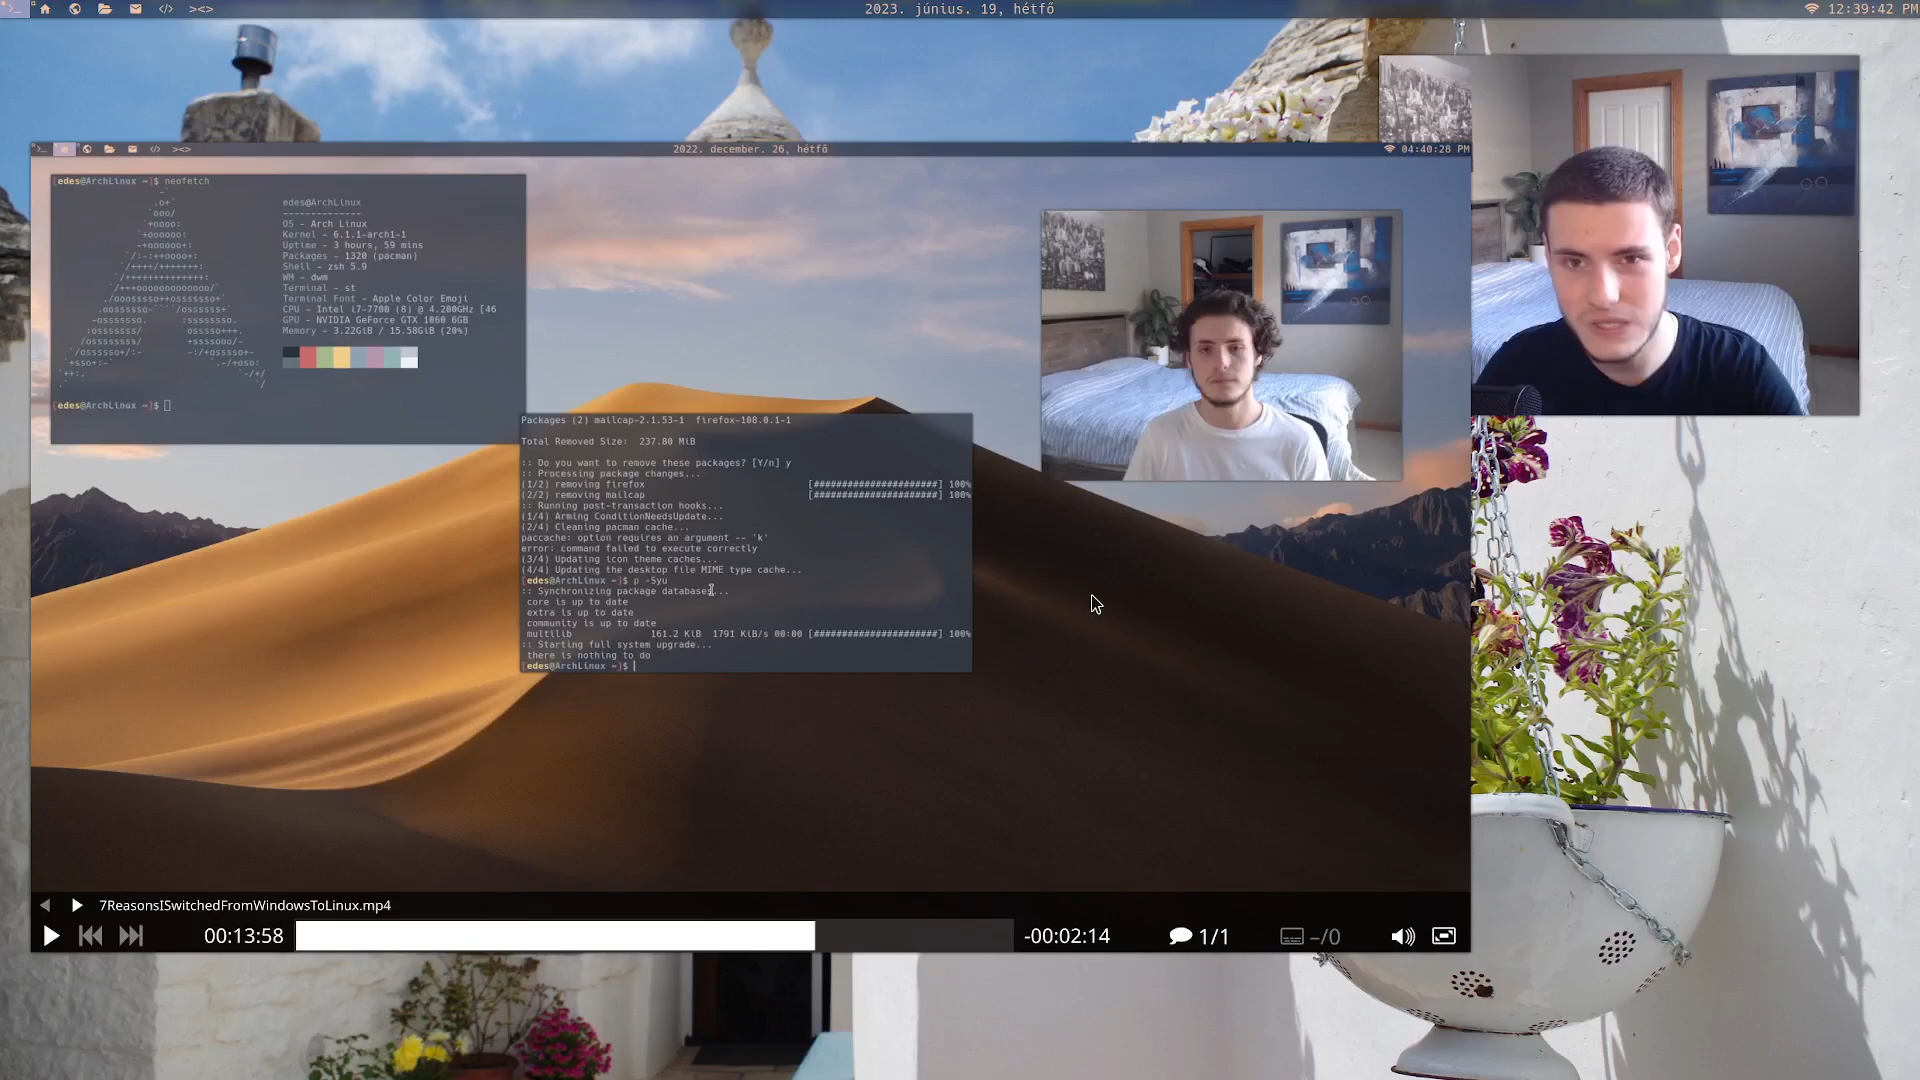 2023. június. 19, hétfő
12:39:42 PM
2022. december. 26, hétfő
04:40:28 PM
[edes@ArchLinux ~]$ neofetch
edes@ArchLinux
--------------
OS - Arch Linux
Kernel - 6.1.1-arch1-1
Uptime - 3 hours, 59 mins
Packages - 1320 (pacman)
Shell - zsh 5.9
WM - dwm
Terminal - st
Terminal Font - Apple Color Emoji
CPU - Intel i7-7700 (8) @ 4.200GHz [46
GPU - NVIDIA GeForce GTX 1060 6GB
Memory - 3.22GiB / 15.58GiB (20%)
[edes@ArchLinux ~]$
Packages (2) mailcap-2.1.53-1  firefox-108.0.1-1
Total Removed Size:  237.80 MiB
:: Do you want to remove these packages? [Y/n] y
:: Processing package changes...
(1/2) removing firefox [######################] 100%
(2/2) removing mailcap [######################] 100%
:: Running post-transaction hooks...
(1/4) Arming ConditionNeedsUpdate...
(2/4) Cleaning pacman cache...
paccache: option requires an argument -- 'k'
error: command failed to execute correctly
(3/4) Updating icon theme caches...
(4/4) Updating the desktop file MIME type cache...
[edes@ArchLinux ~]$ p -Syu
:: Synchronizing package databases...
core is up to date
extra is up to date
community is up to date
multilib 161.2 KiB 1791 KiB/s 00:00 [######################] 100%
:: Starting full system upgrade...
there is nothing to do
[edes@ArchLinux ~]$
7ReasonsISwitchedFromWindowsToLinux.mp4
00:13:58
-00:02:14
1/1
–/0